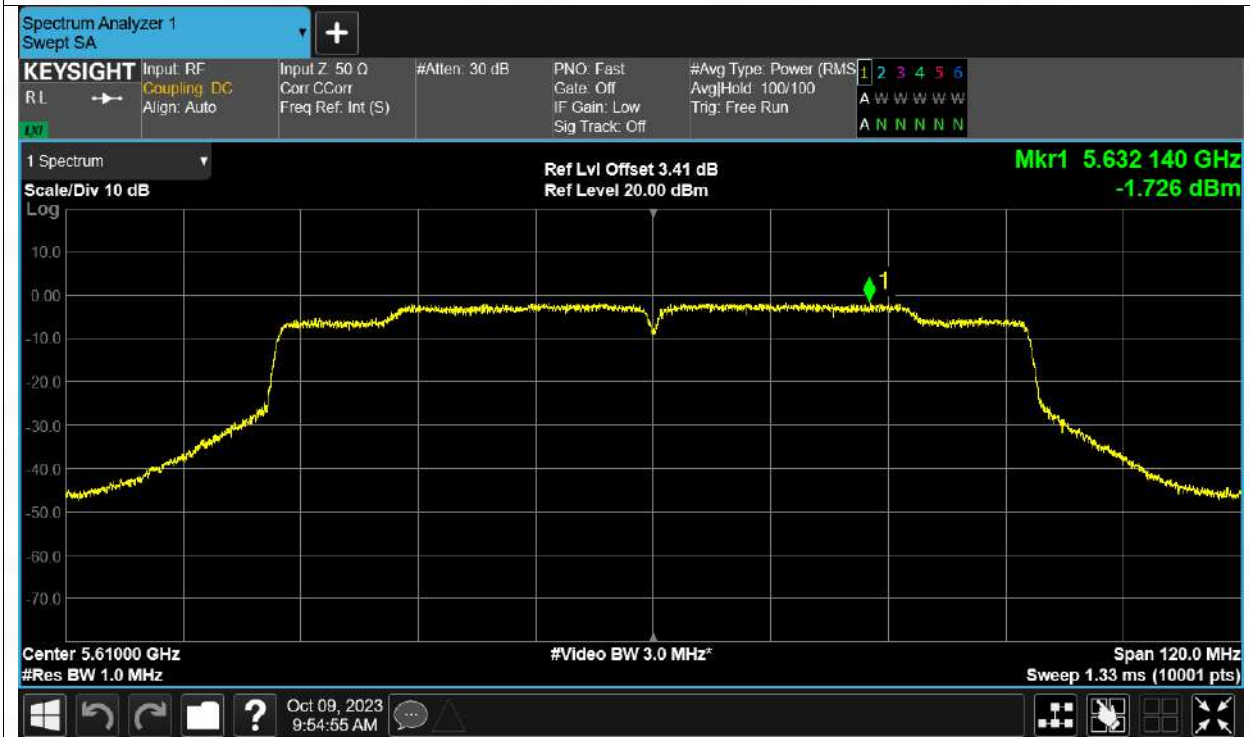 Spectrum Analyzer 1
Swept SA
+
KEYSIGHT Input: RF Input Z: 50 Ω #Atten: 30 dB PNO: Fast #Avg Type: Power (RMS 1 2 3 4 5 6
RL Coupling: DC Corr CCorr Gate: Off Avg|Hold: 100/100 A W W W W W
Align: Auto Freq Ref: Int (S) IF Gain: Low Trig: Free Run
LXI Sig Track: Off A N N N N N
1 Spectrum Ref Lvl Offset 3.41 dB Mkr1 5.632 140 GHz
Scale/Div 10 dB Ref Level 20.00 dBm -1.726 dBm
Log
10.0
0.00
1
-10.0
-20.0
-30.0
-40.0
-50.0
-60.0
-70.0
Center 5.61000 GHz #Video BW 3.0 MHz* Span 120.0 MHz
#Res BW 1.0 MHz Sweep 1.33 ms (10001 pts)
? Oct 09, 2023
9:54:55 AM